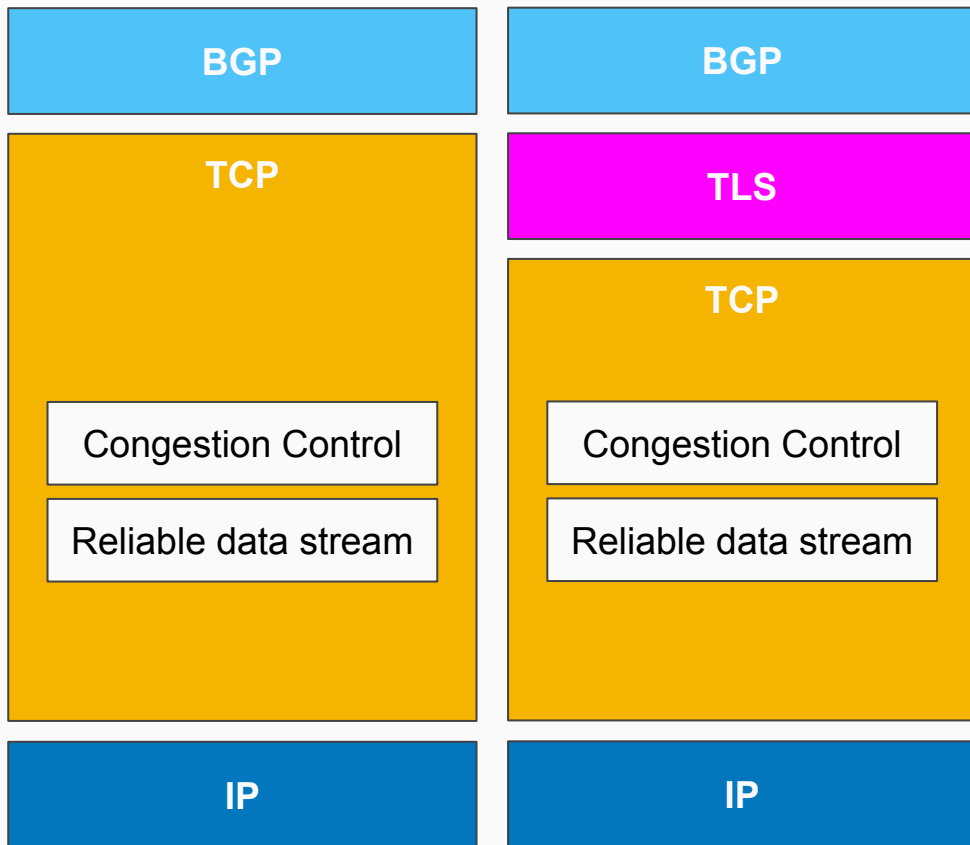 BGP
TCP
Congestion Control
Reliable data stream
IP
BGP
TLS
TCP
Congestion Control
Reliable data stream
IP